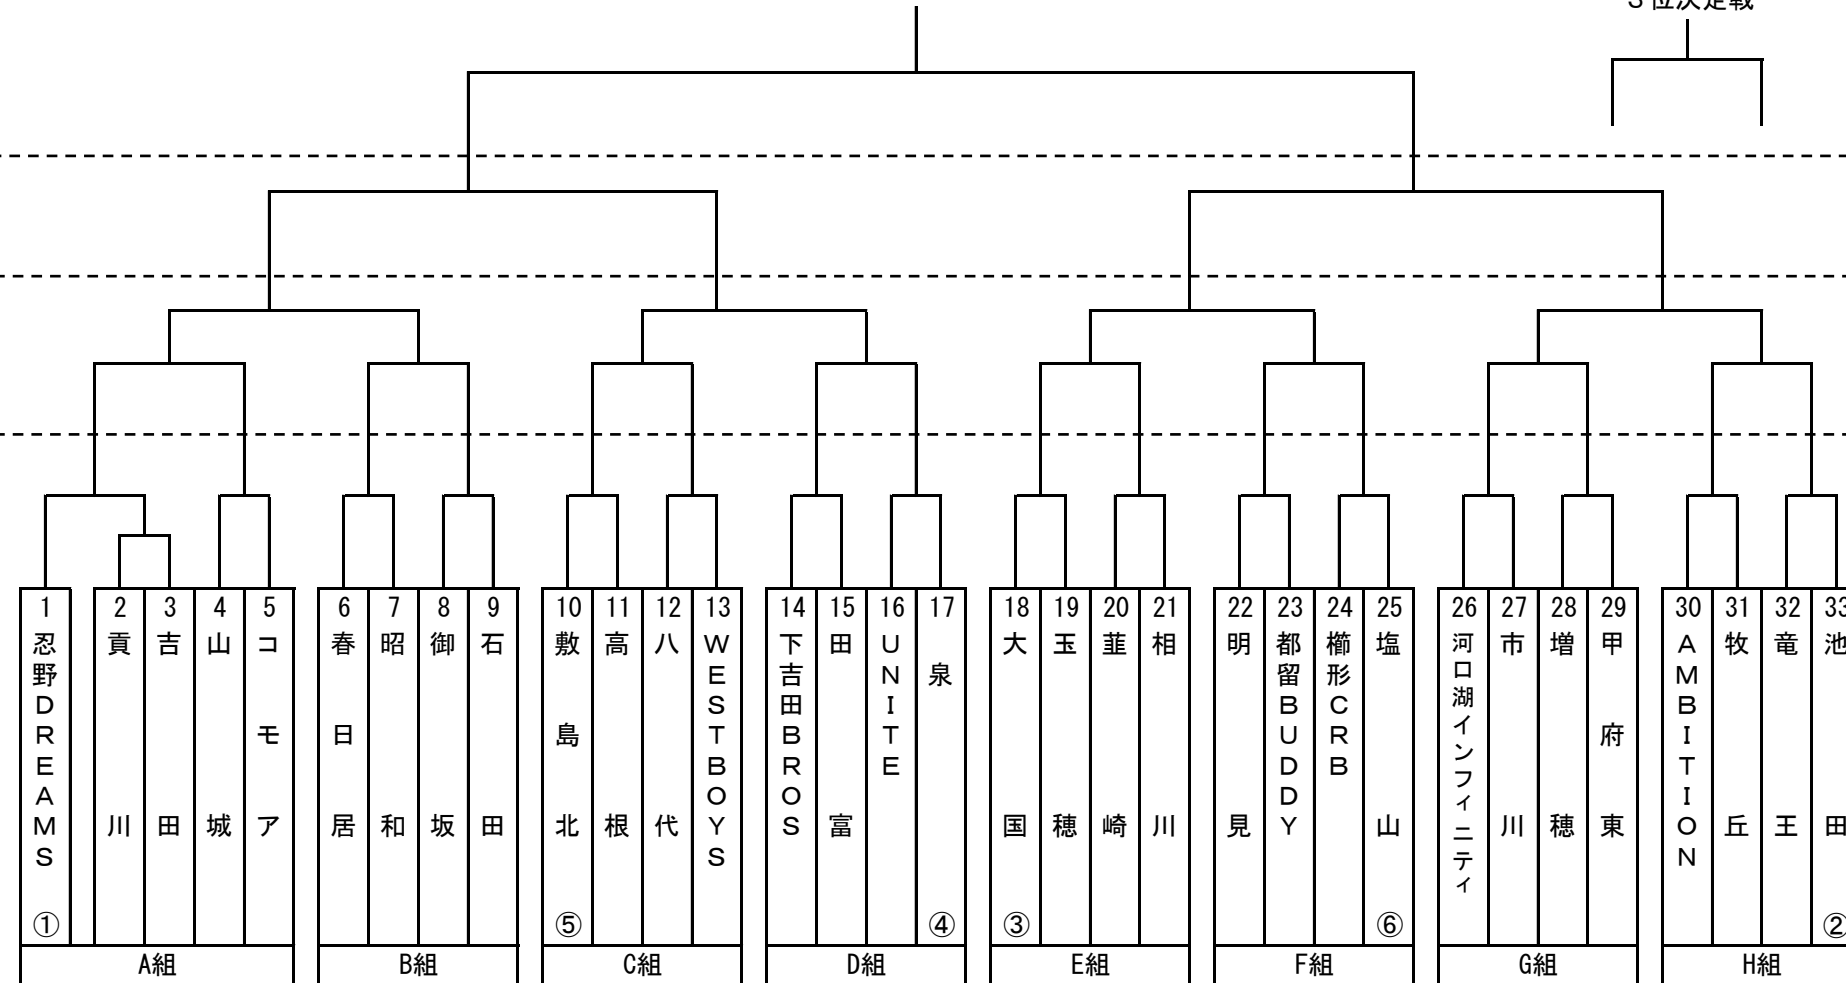 3位決定戦
1 忍野DREAMS ①
2 貢川
3 吉田
4 山城
5 コモア
6 春日居
7 昭和
8 御坂
9 石田
10 敷島北 ⑤
11 高根
12 八代
13 WESTBOYS
14 下吉田BROS
15 田富
16 UNITE
17 泉 ④
18 大国 ③
19 玉穂
20 韮崎
21 相川
22 明見
23 都留BUDDY
24 櫛形CRB
25 塩山 ⑥
26 河口湖インフィニティ
27 市川
28 増穂
29 甲府東
30 AMBITION
31 牧丘
32 竜王
33 池田 ②
A組
B組
C組
D組
E組
F組
G組
H組